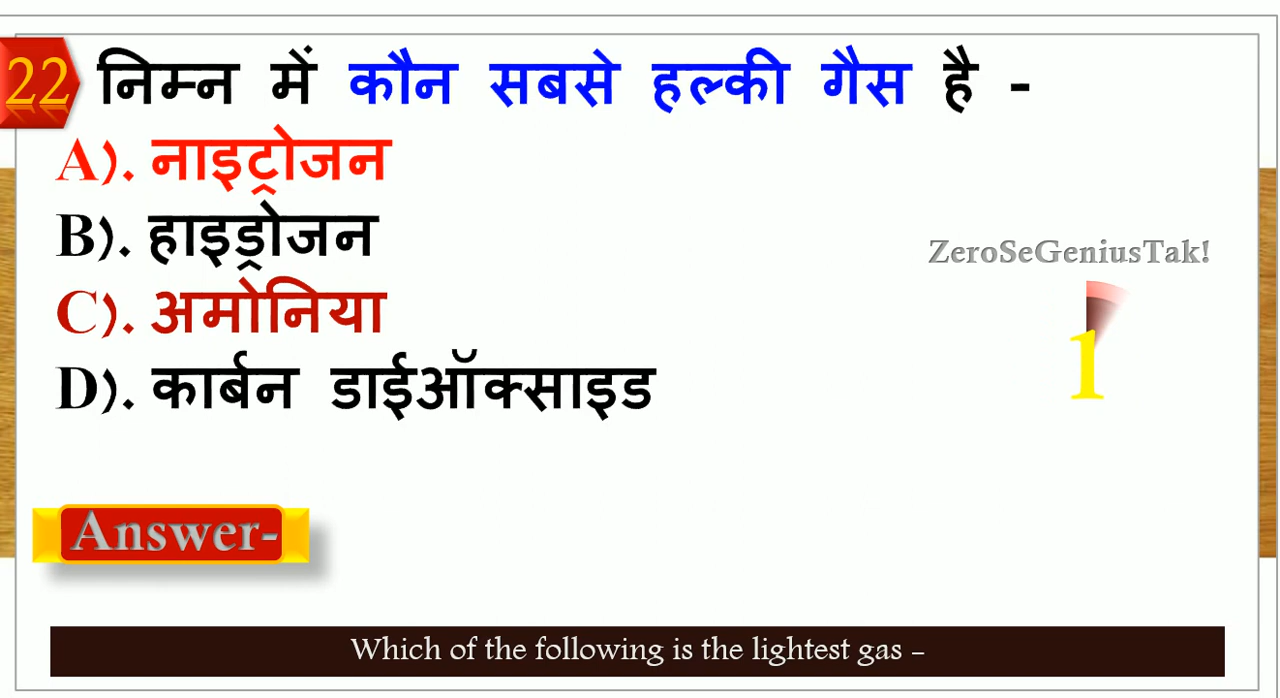 22 निम्न में कौन सबसे हल्की गैस है -
A). नाइट्रोजन
B). हाइड्रोजन
ZeroSeGeniusTak!
C). अमोनिया
1
D). कार्बन डाईऑक्साइड
Answer-
Which of the following is the lightest gas –